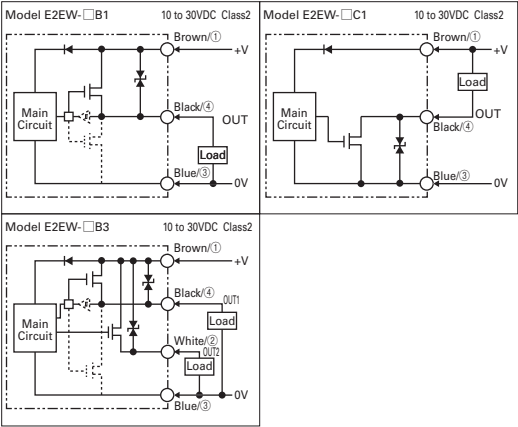 Model E2EW-□B1 10 to 30VDC Class2
Brown/①
+V
Main
Circuit
Black/④
OUT
Load
Blue/③
0V
Model E2EW-□C1 10 to 30VDC Class2
Brown/①
+V
Load
Main
Circuit
OUT
Black/④
Blue/③
0V
Model E2EW-□B3 10 to 30VDC Class2
Brown/①
+V
Black/④
OUT1
Main
Circuit
Load
White/②
OUT2
Load
0V
Blue/③